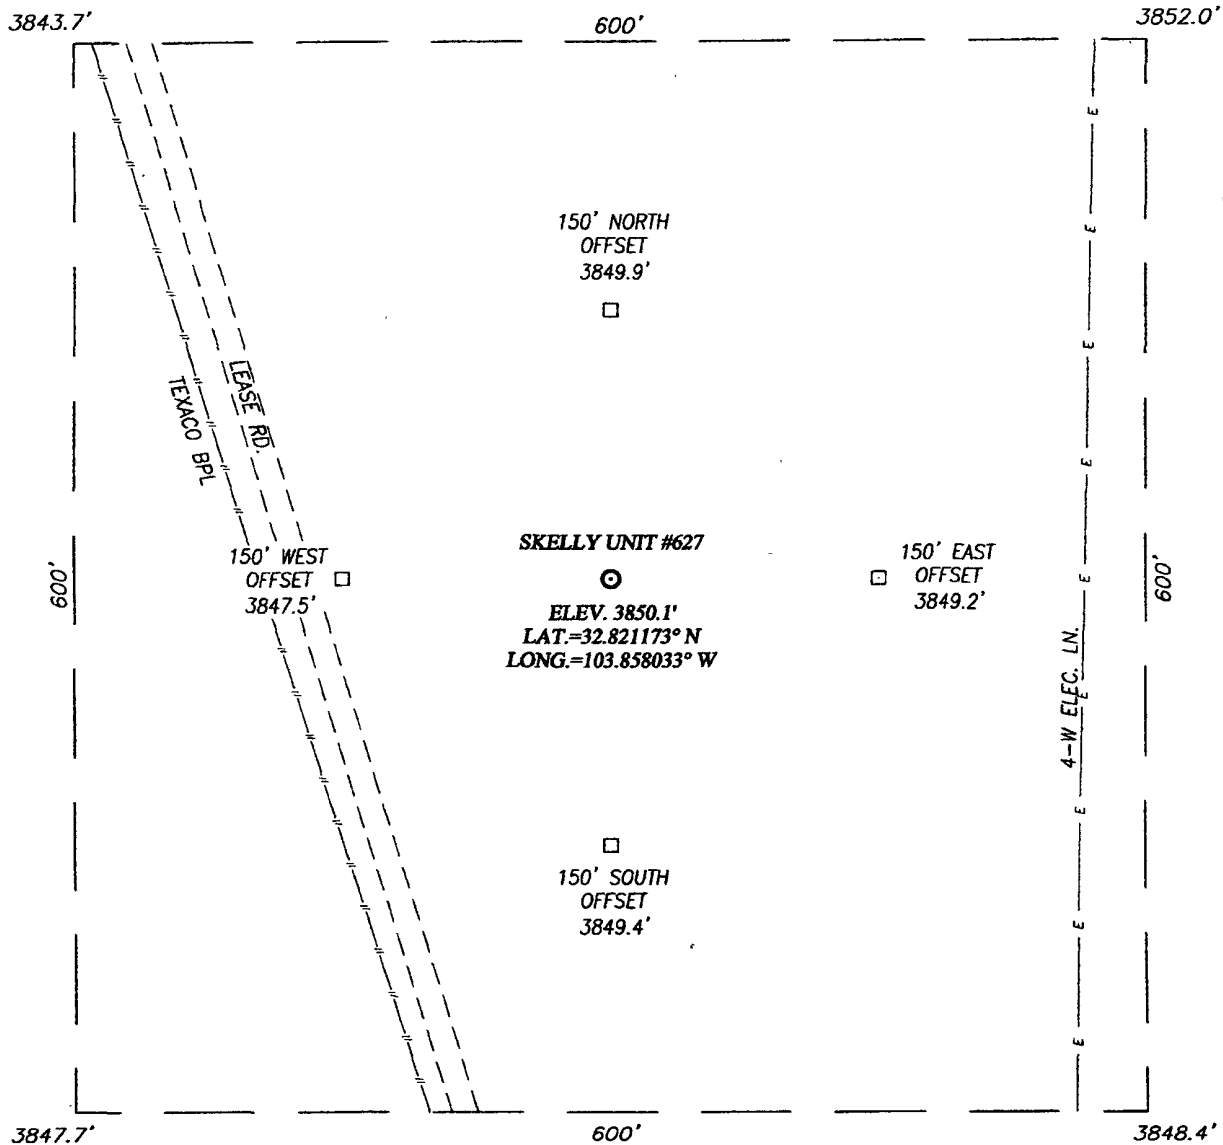 3843.7'
600'
3852.0'
150' NORTH
OFFSET
3849.9'
LEASE RD.
TEXACO BPL
600'
150' WEST
OFFSET
3847.5'
SKELLY UNIT #627
ELEV. 3850.1'
LAT.=32.821173° N
LONG.=103.858033° W
150' EAST
OFFSET
3849.2'
600'
E
E
E
E
E
E
E
E
E
4-W ELEC. LN.
150' SOUTH
OFFSET
3849.4'
3847.7'
600'
3848.4'